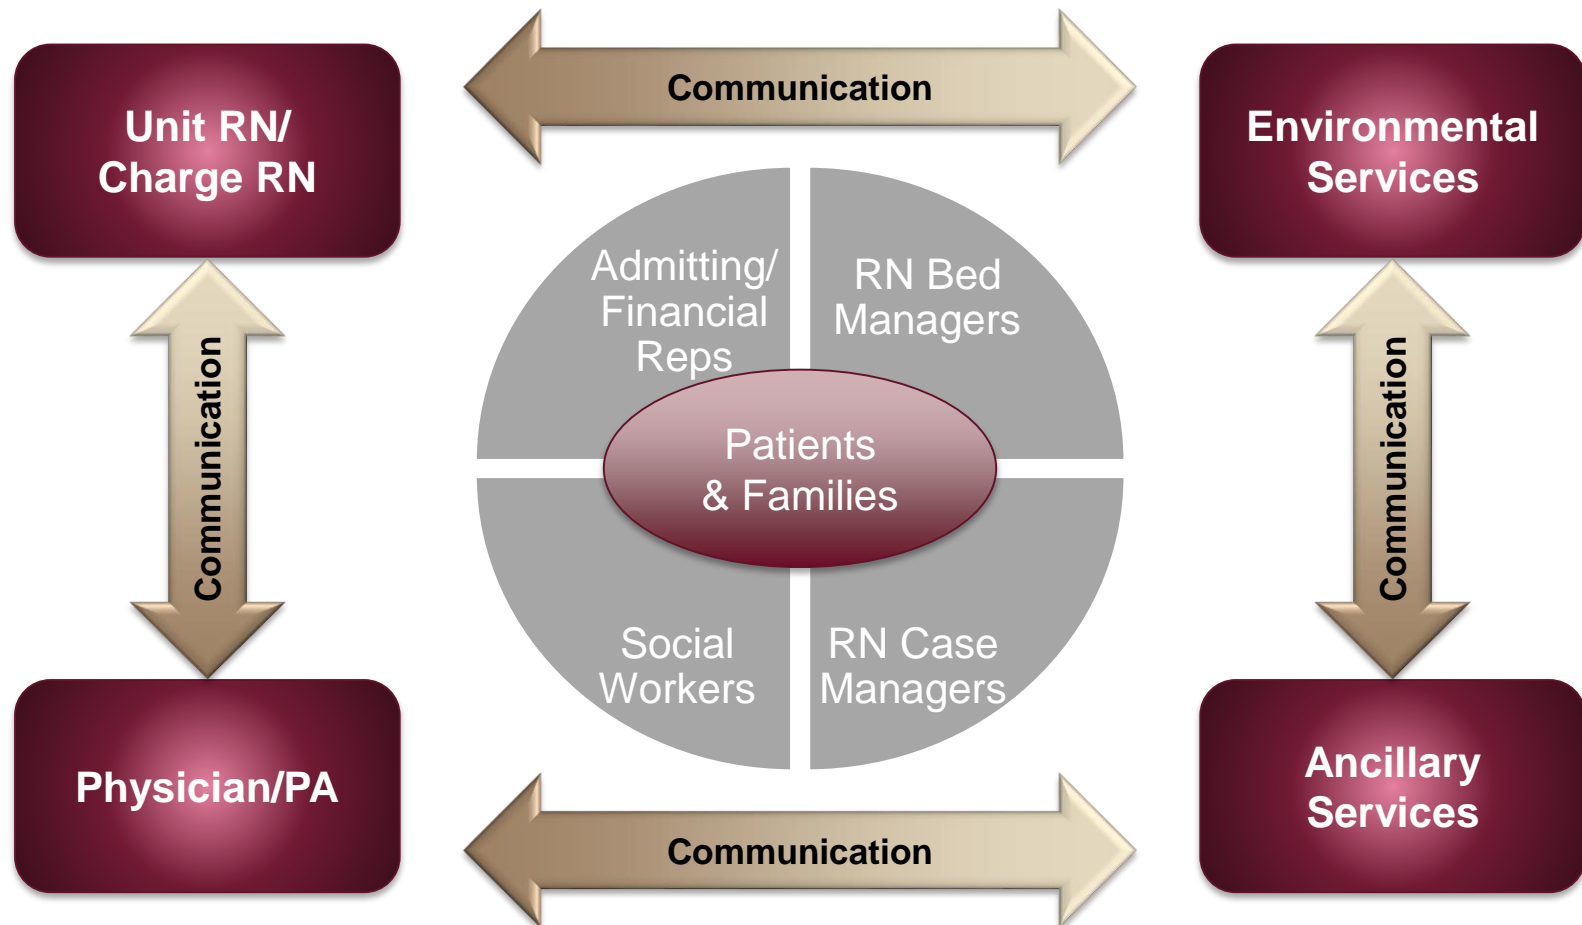 Communication
Unit RN/
Charge RN
Environmental
Services
Admitting/
Financial
Reps
RN Bed
Managers
Communication
Communication
Patients
& Families
Social
Workers
RN Case
Managers
Physician/PA
Ancillary
Services
Communication